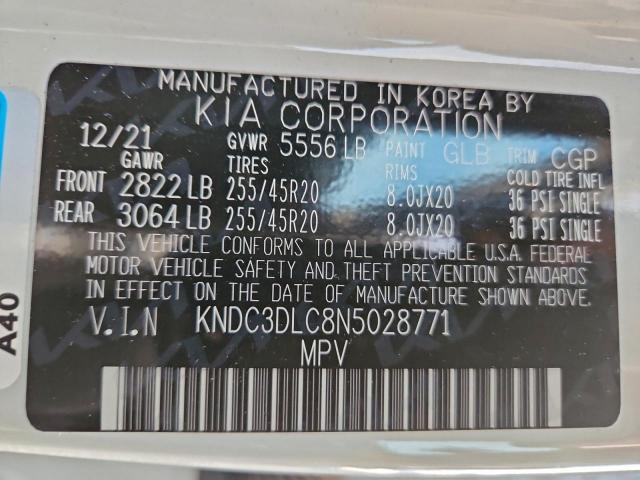 MANUFACTURED IN KOREA BY
KIA CORPORATION
12/21 GVWR 5556 LB PAINT GLB TRIM CGP
GAWR TIRES RIMS COLD TIRE INFL
FRONT 2822 LB 255/45R20 8.0JX20 36 PSI SINGLE
REAR 3064 LB 255/45R20 8.0JX20 36 PSI SINGLE
THIS VEHICLE CONFORMS TO ALL APPLICABLE U.S.A. FEDERAL
MOTOR VEHICLE SAFETY AND THEFT PREVENTION STANDARDS
IN EFFECT ON THE DATE OF MANUFACTURE SHOWN ABOVE.
V.I.N KNDC3DLC8N5028771
MPV
A40